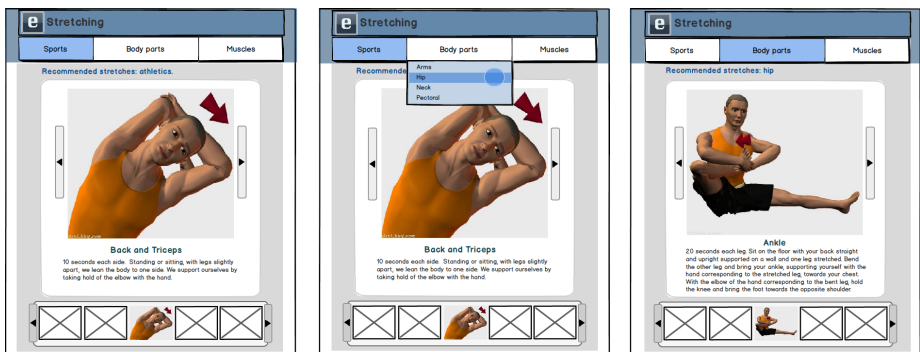 e Stretching
Sports Body parts Muscles
Recommended stretches: athletics.
Back and Triceps
10 seconds each side. Standing or sitting, with legs slightly
apart, we lean the body to one side. We support ourselves by
taking hold of the elbow with the hand.
e Stretching
Sports Body parts Muscles
Recommende
Arms
Hip
Neck
Pectoral
Back and Triceps
10 seconds each side. Standing or sitting, with legs slightly
apart, we lean the body to one side. We support ourselves by
taking hold of the elbow with the hand.
e Stretching
Sports Body parts Muscles
Recommended stretches: hip
Ankle
20 seconds each leg. Sit on the floor with your back straight
and upright supported on a wall and one leg stretched. Bend
the other leg and bring your ankle, supporting yourself with the
hand corresponding to the stretched leg, towards your chest.
With the elbow of the hand corresponding to the bent leg, hold
the knee and bring the foot towards the opposite shoulder.